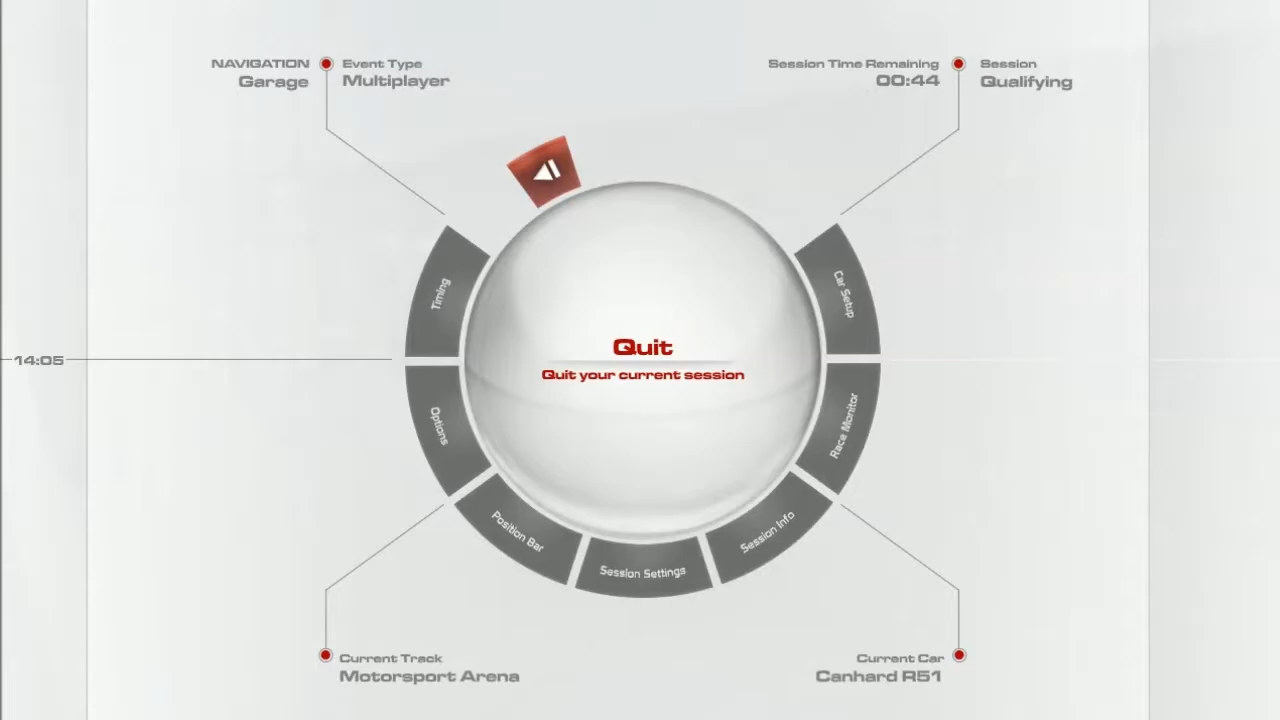 NAVIGATION
Garage
Event Type
Multiplayer
Session Time Remaining
00:44
Session
Qualifying
Timing
Car Setup
14:05
Quit
Quit your current session
Options
Race Monitor
Position Bar
Session Info
Session Settings
Current Track
Motorsport Arena
Current Car
Canhard R51